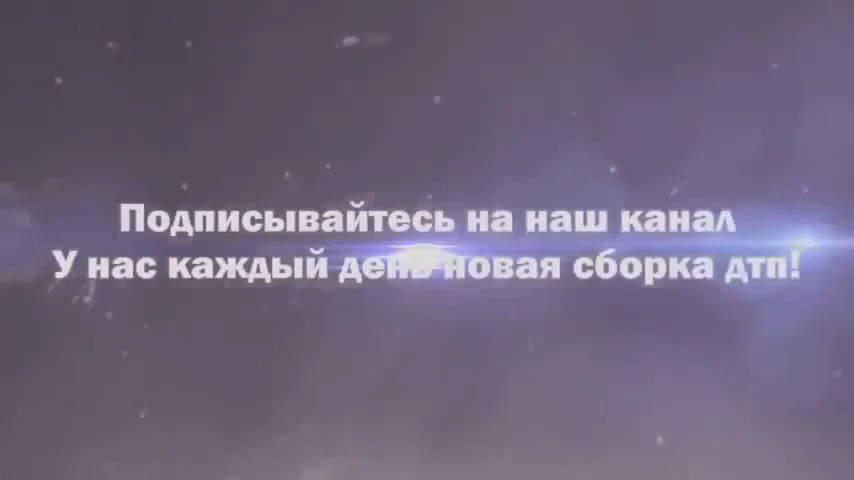 Подписывайтесь на наш канал
У нас каждый день новая сборка дтп!